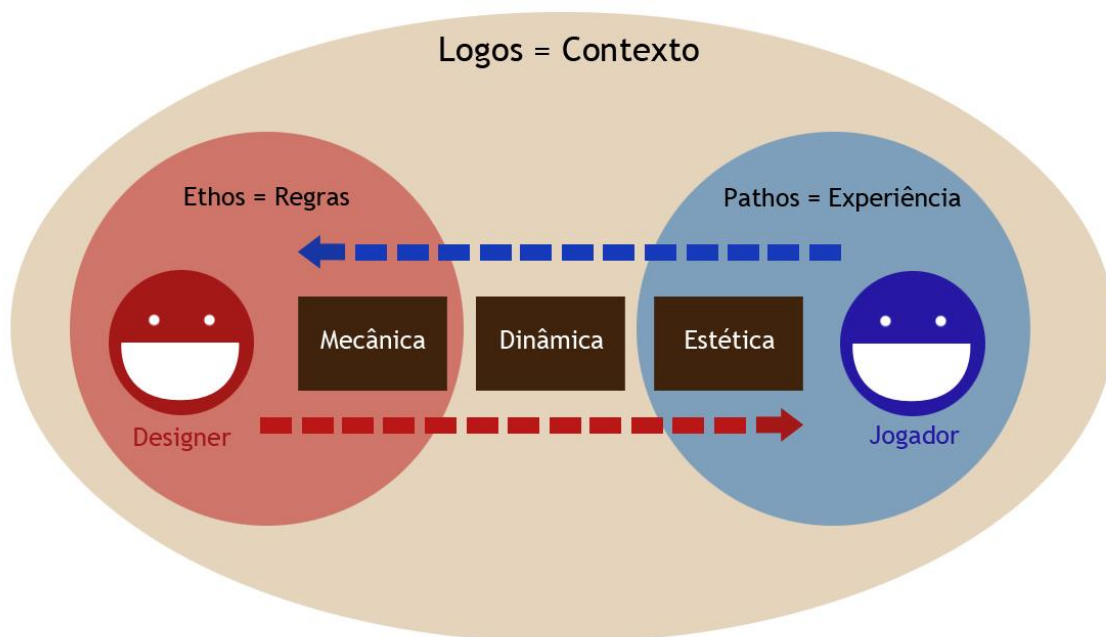 Logos = Contexto
Ethos = Regras
Pathos = Experiência
Mecânica
Dinâmica
Estética
Designer
Jogador